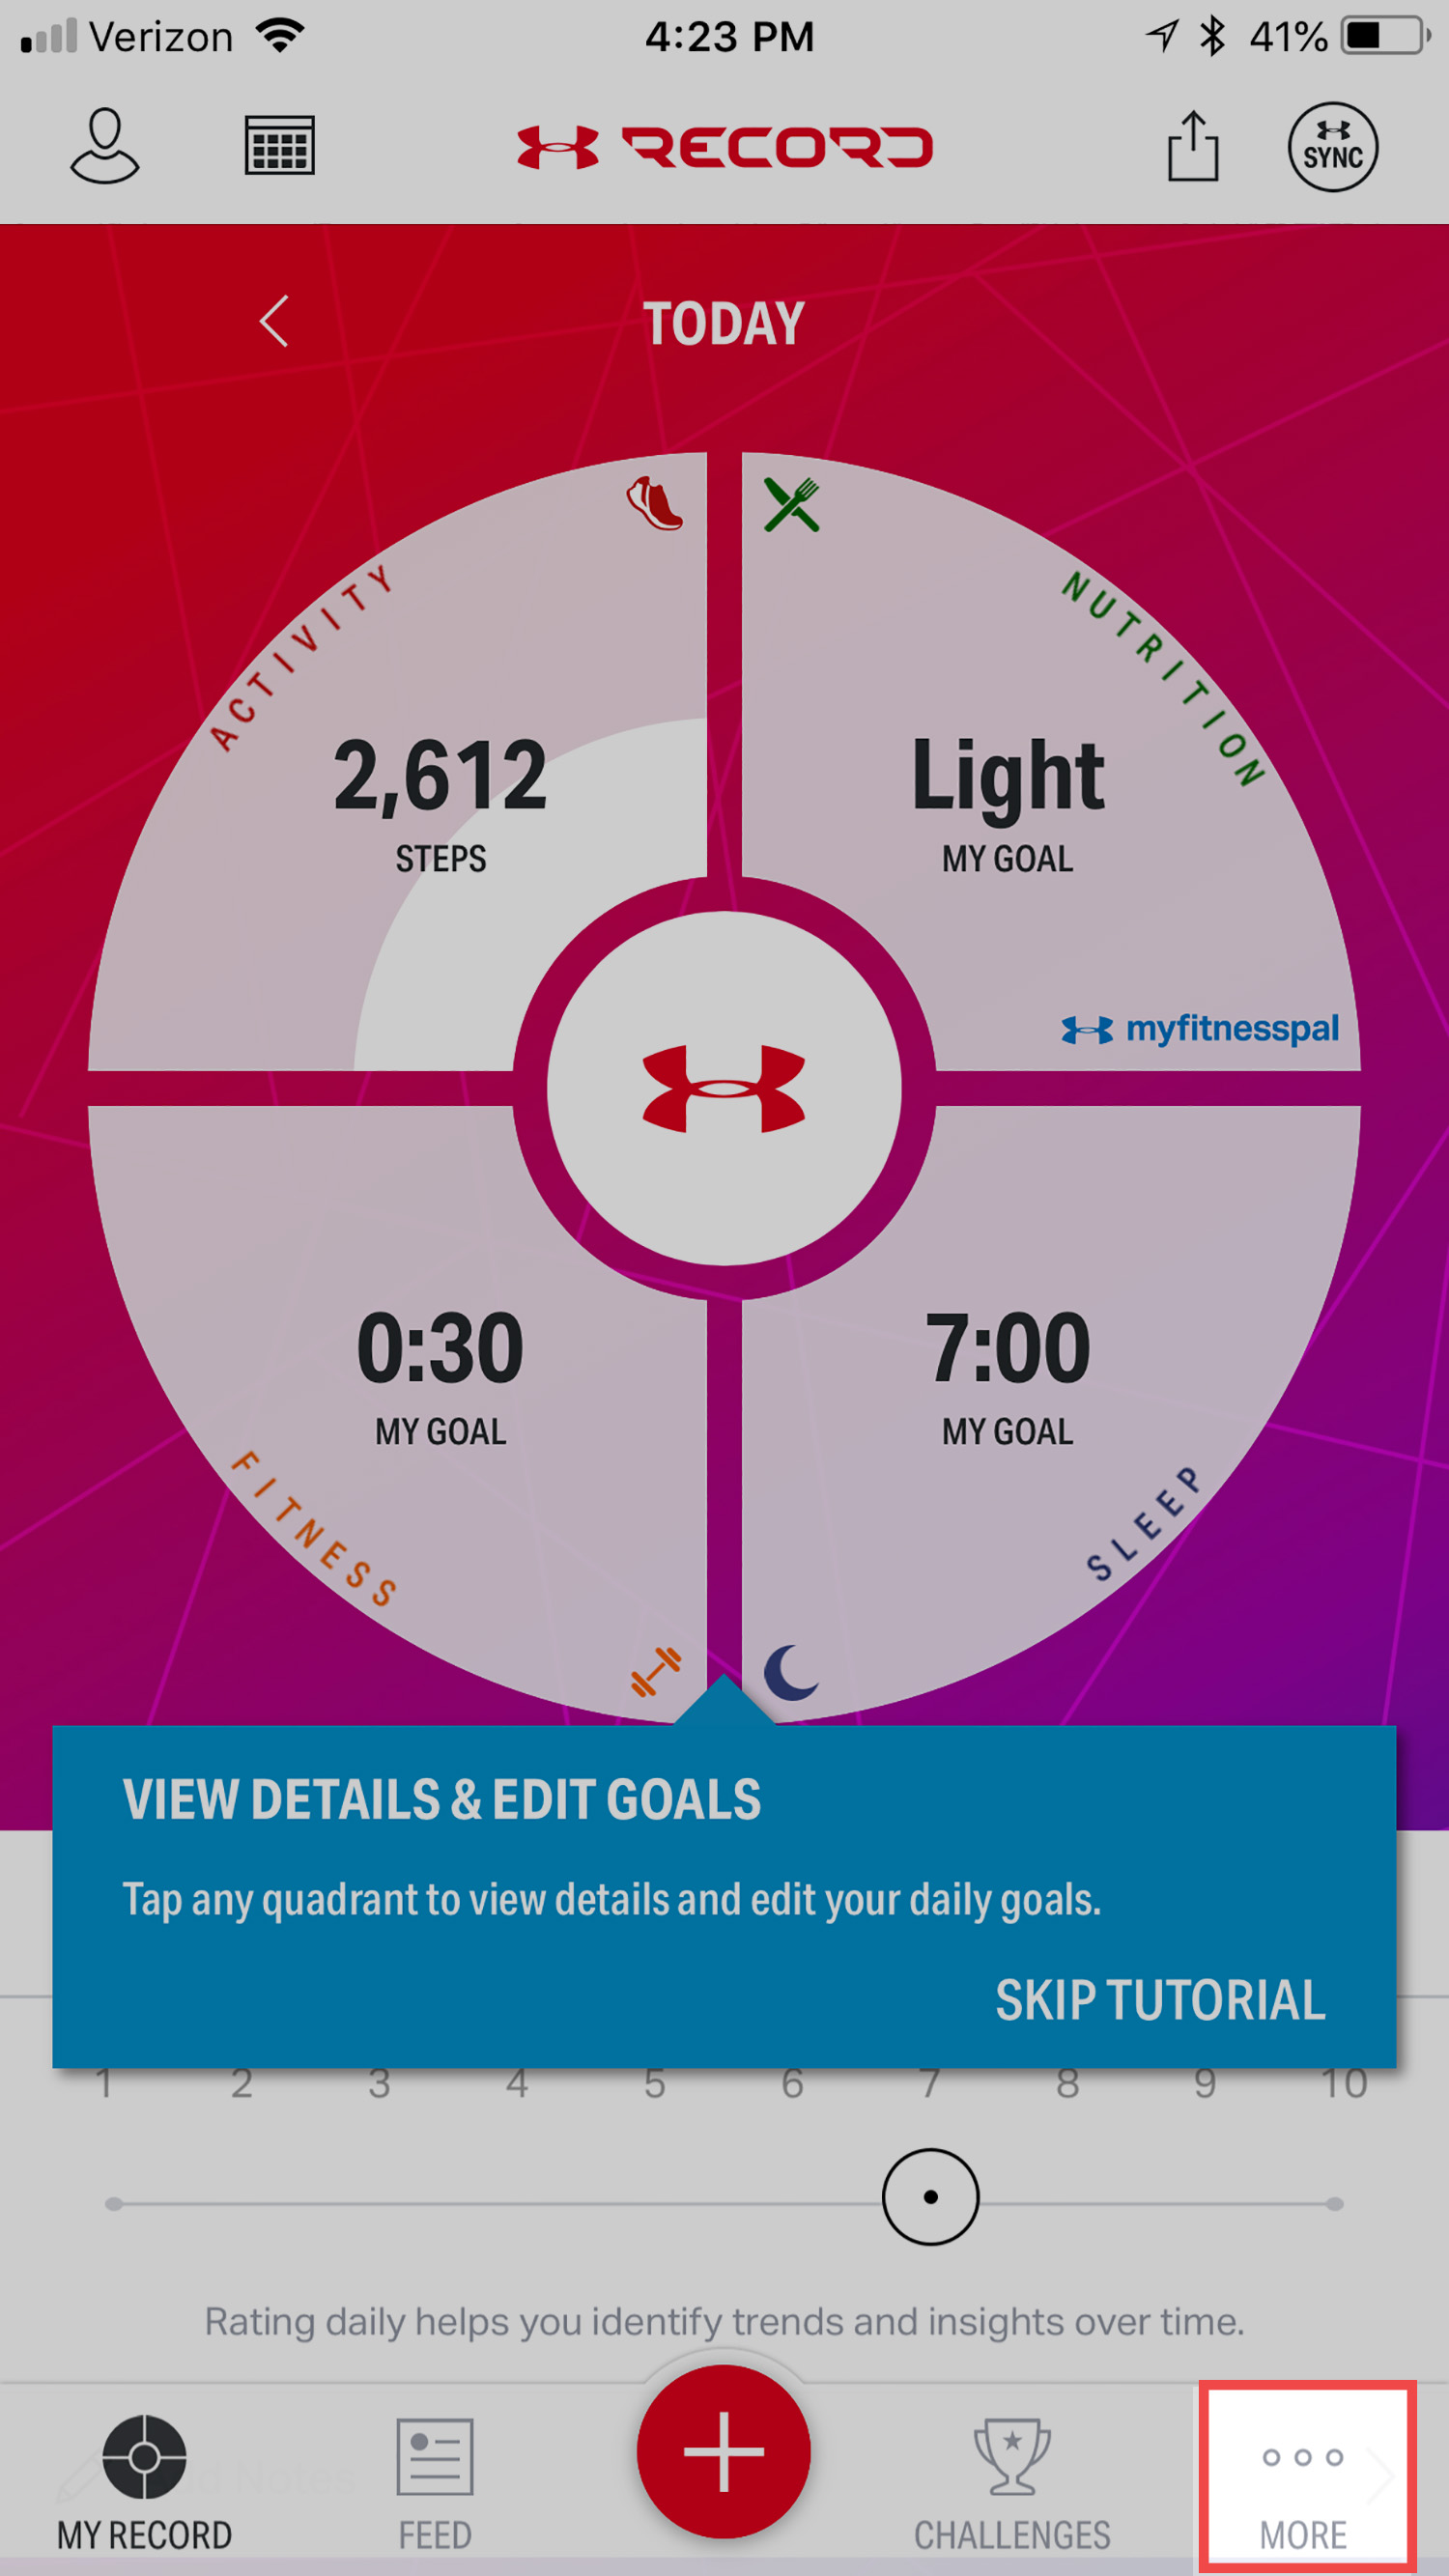 Verizon 4:23 PM 41%
RECORD SYNC
TODAY
ACTIVITY
2,612
STEPS
NUTRITION
Light
MY GOAL
myfitnesspal
0:30
MY GOAL
FITNESS
7:00
MY GOAL
SLEEP
VIEW DETAILS & EDIT GOALS
Tap any quadrant to view details and edit your daily goals.
SKIP TUTORIAL
1 2 3 4 5 6 7 8 9 10
Rating daily helps you identify trends and insights over time.
Notes
MY RECORD FEED CHALLENGES MORE